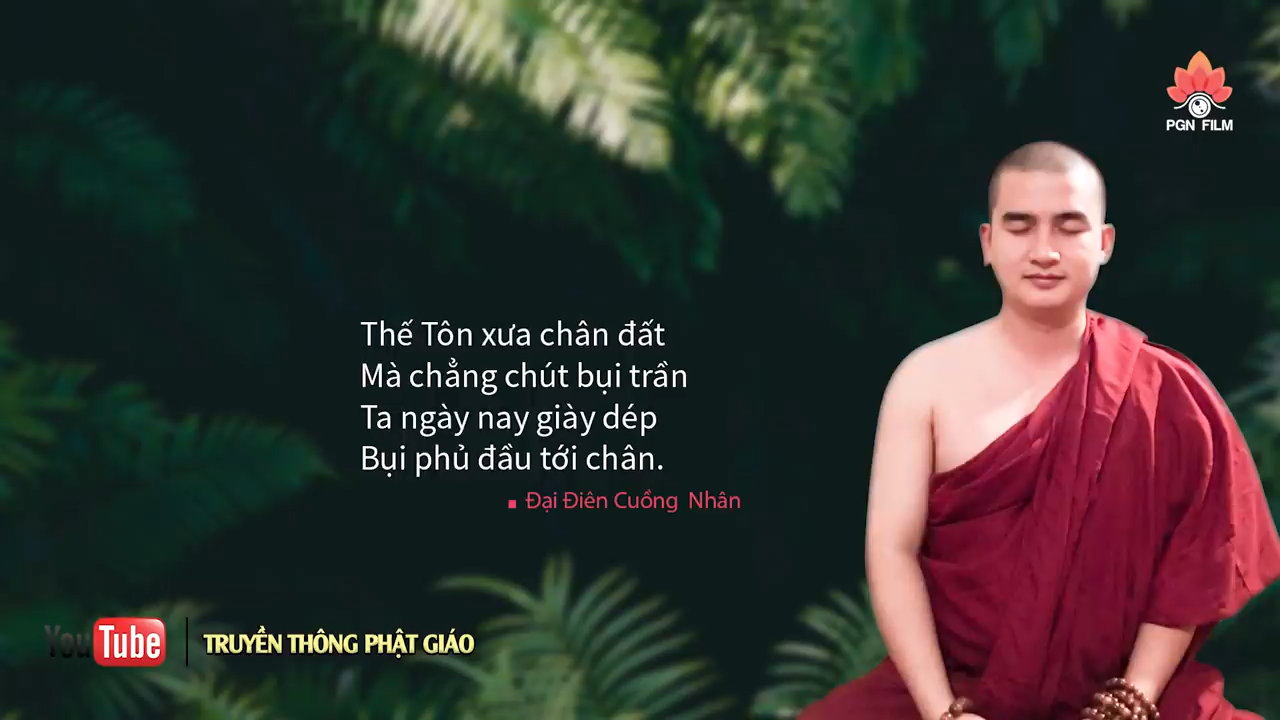 PGN FILM
Thế Tôn xưa chân đất
Mà chẳng chút bụi trần
Ta ngày nay giày dép
Bụi phủ đầu tới chân.
Đại Điên Cuồng Nhân
YouTube
TRUYỀN THÔNG PHẬT GIÁO